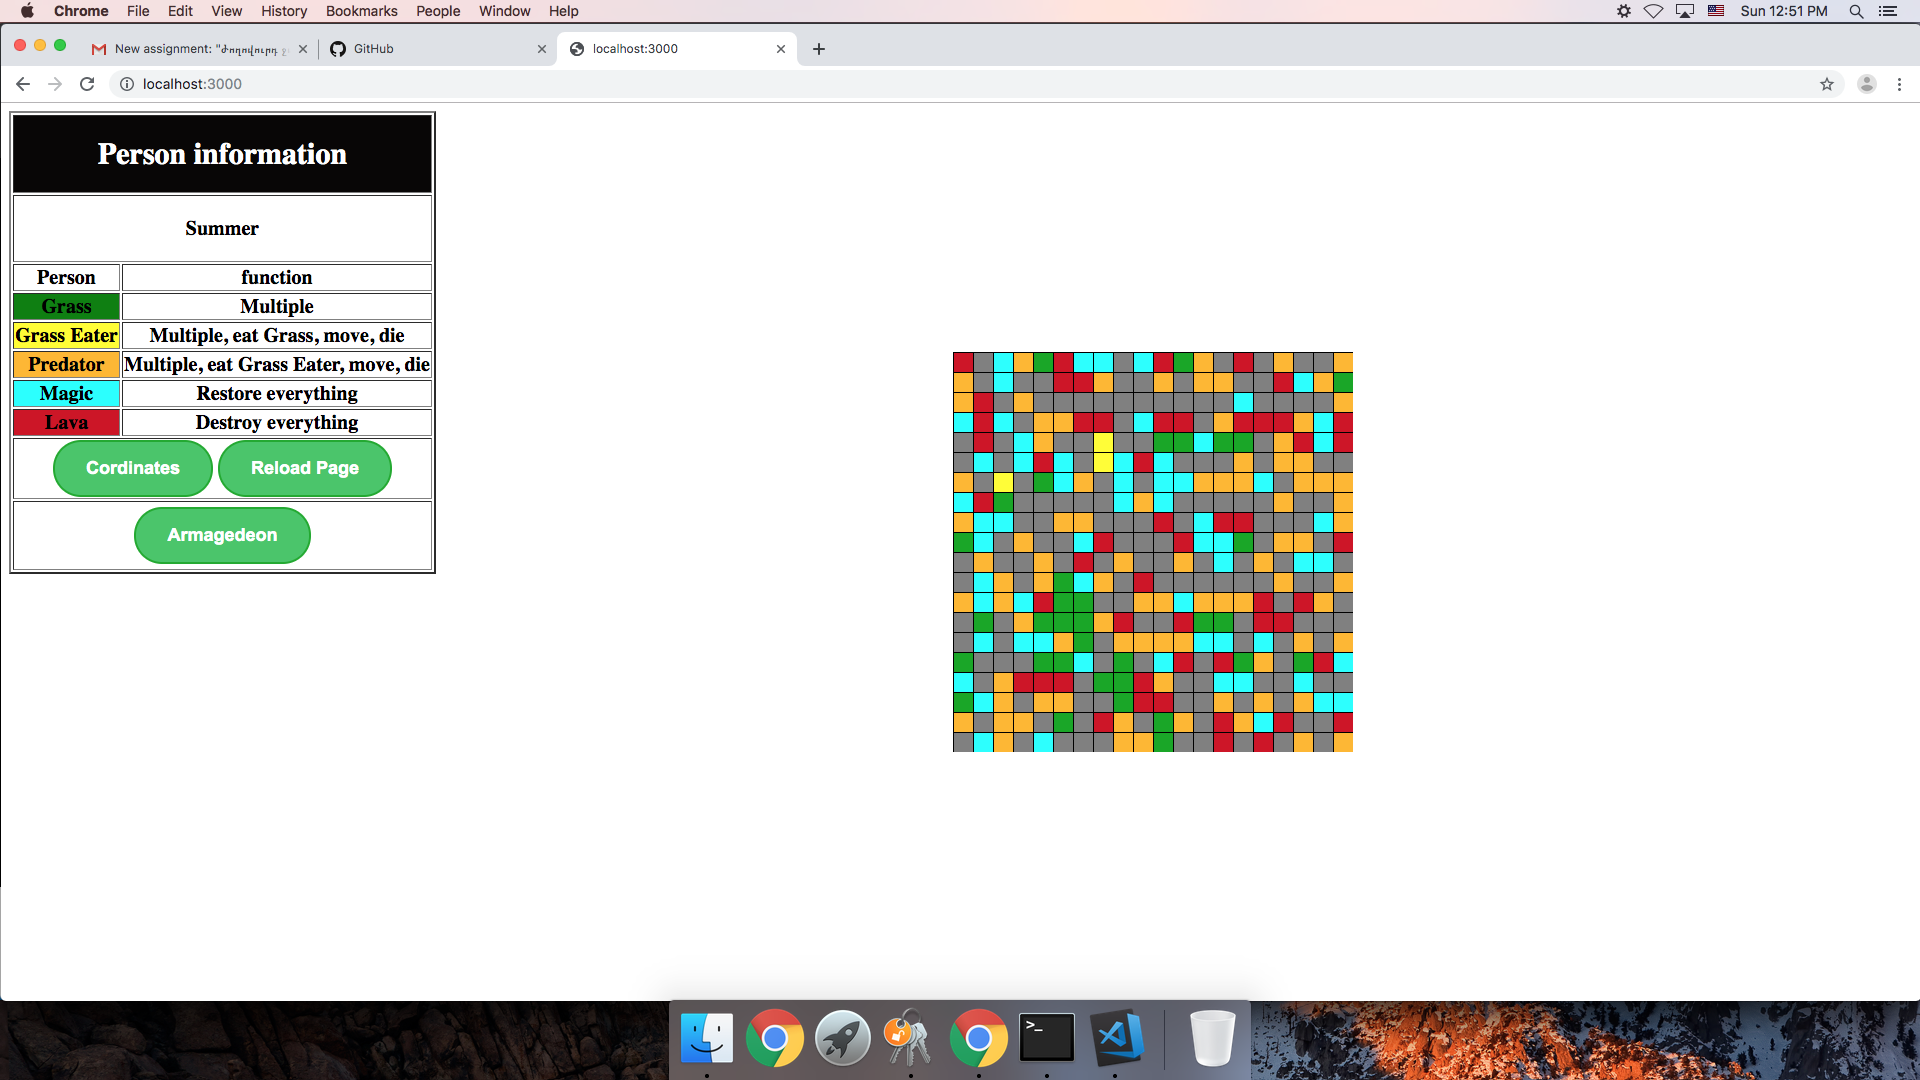 Chrome File Edit View History Bookmarks People Window Help Sun 12:51 PM
New assignment: "Ժողովուրդ
GitHub
localhost:3000
localhost:3000
Person information
Summer
Person function
Grass Multiple
Grass Eater Multiple, eat Grass, move, die
Predator Multiple, eat Grass Eater, move, die
Magic Restore everything
Lava Destroy everything
Cordinates Reload Page
Armagedeon
>_